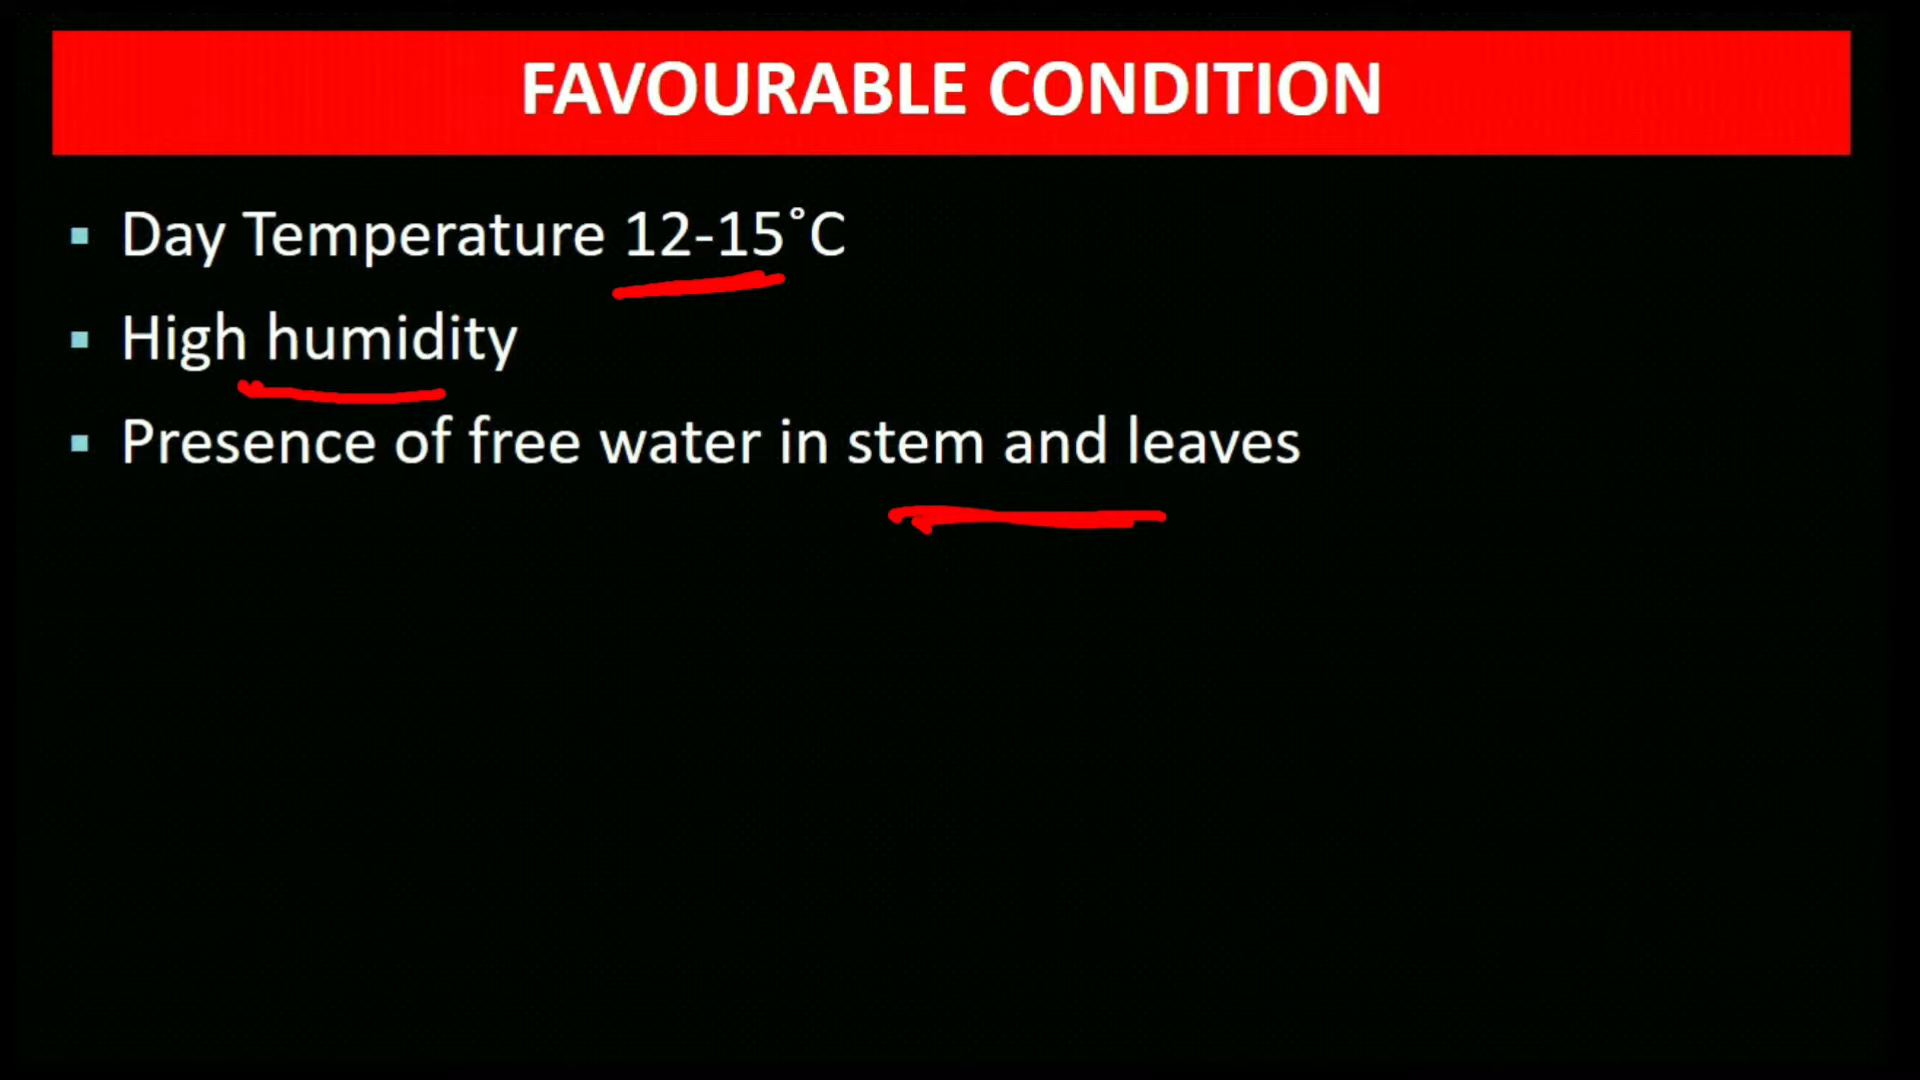 FAVOURABLE CONDITION
▪ Day Temperature 12-15˚C
▪ High humidity
▪ Presence of free water in stem and leaves